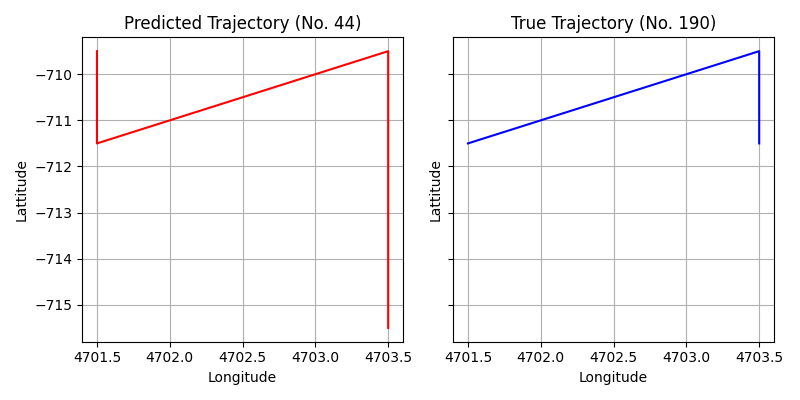 Predicted Trajectory (No. 44)
Lattitude
−710
−711
−712
−713
−714
−715
4701.5 4702.0 4702.5 4703.0 4703.5
Longitude
True Trajectory (No. 190)
Lattitude
4701.5 4702.0 4702.5 4703.0 4703.5
Longitude